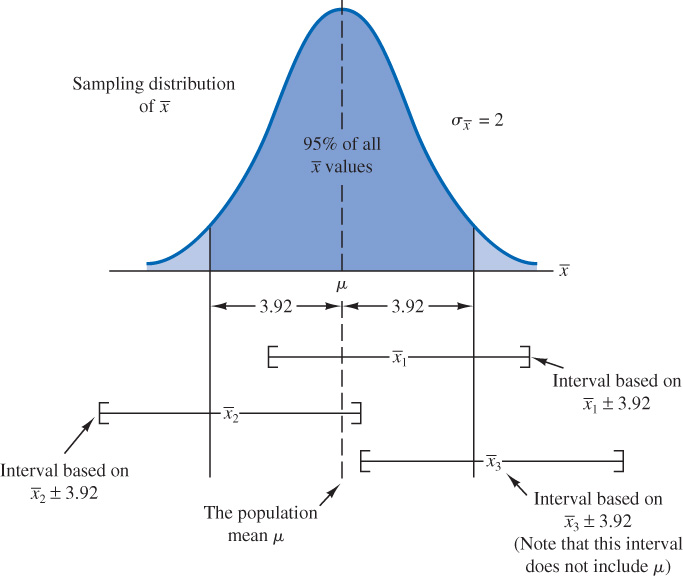 Sampling distribution
of x̅
σx̅ = 2
95% of all
x̅ values
x̅
μ
3.92
3.92
x̅₁
Interval based on
x̅₁ ± 3.92
x̅₂
x̅₃
Interval based on
x̅₂ ± 3.92
The population
mean μ
Interval based on
x̅₃ ± 3.92
(Note that this interval
does not include μ)